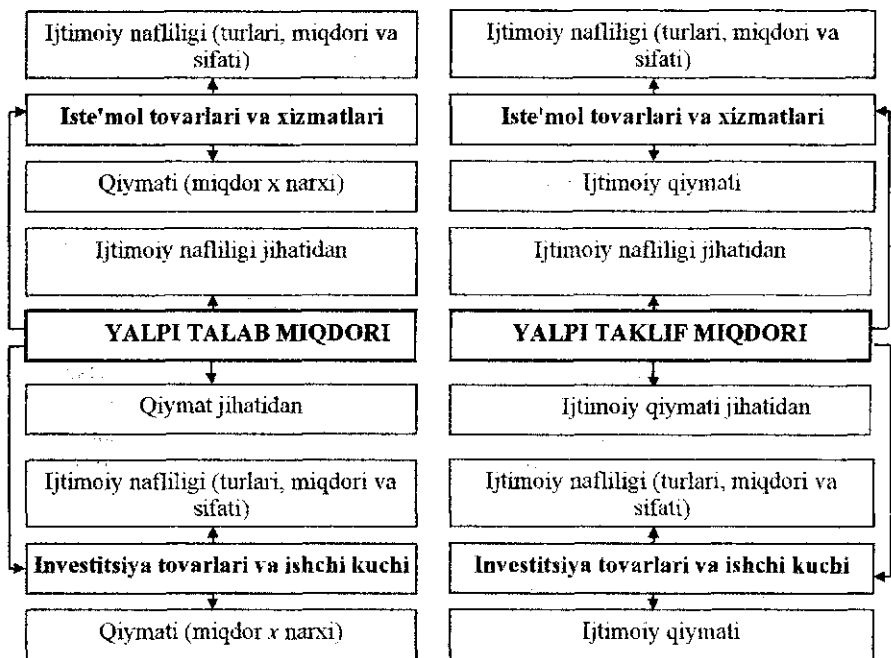 Ijtimoiy nafliligi (turlari, miqdori va
sifati)
Iste'mol tovarlari va xizmatlari
Qiymati (miqdor x narxi)
Ijtimoiy nafliligi jihatidan
YALPI TALAB MIQDORI
Qiymat jihatidan
Ijtimoiy nafliligi (turlari, miqdori va
sifati)
Investitsiya tovarlari va ishchi kuchi
Qiymati (miqdor x narxi)
Ijtimoiy nafliligi (turlari, miqdori va
sifati)
Iste'mol tovarlari va xizmatlari
Ijtimoiy qiymati
Ijtimoiy nafliligi jihatidan
YALPI TAKLIF MIQDORI
Ijtimoiy qiymati jihatidan
Ijtimoiy nafliligi (turlari, miqdori va
sifati)
Investitsiya tovarlari va ishchi kuchi
Ijtimoiy qiymati